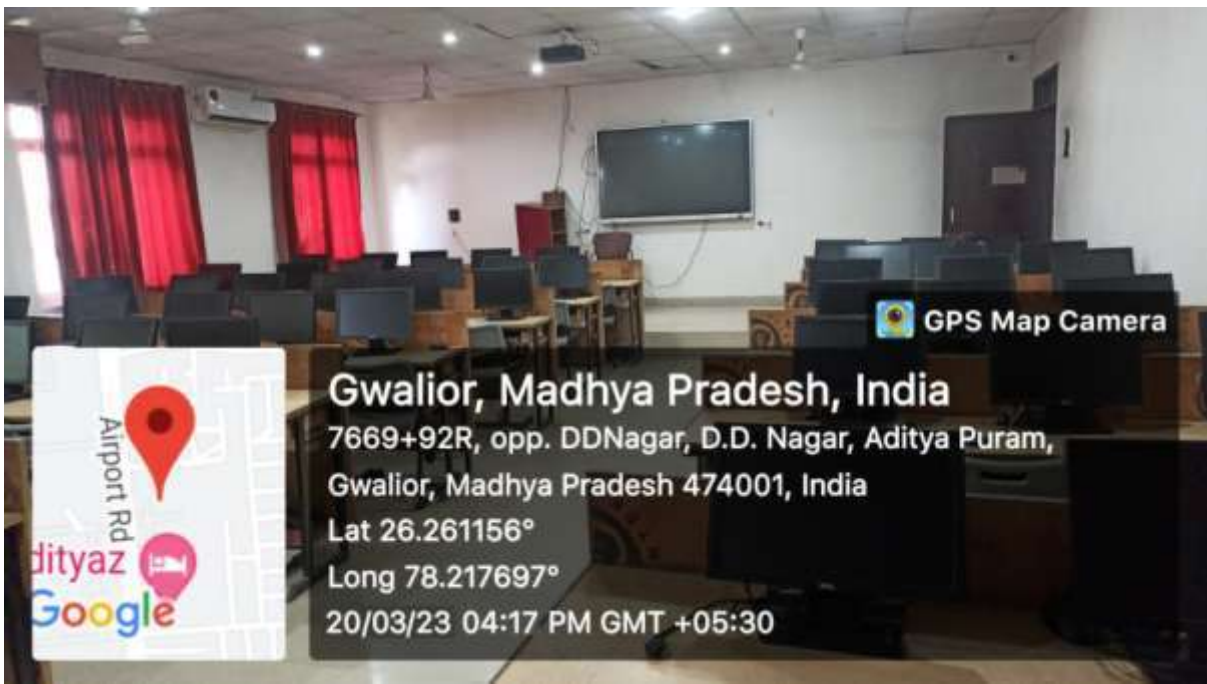 GPS Map Camera
Gwalior, Madhya Pradesh, India
7669+92R, opp. DDNagar, D.D. Nagar, Aditya Puram,
Gwalior, Madhya Pradesh 474001, India
Lat 26.261156°
Long 78.217697°
20/03/23 04:17 PM GMT +05:30
Airport Rd
dityaz
Google